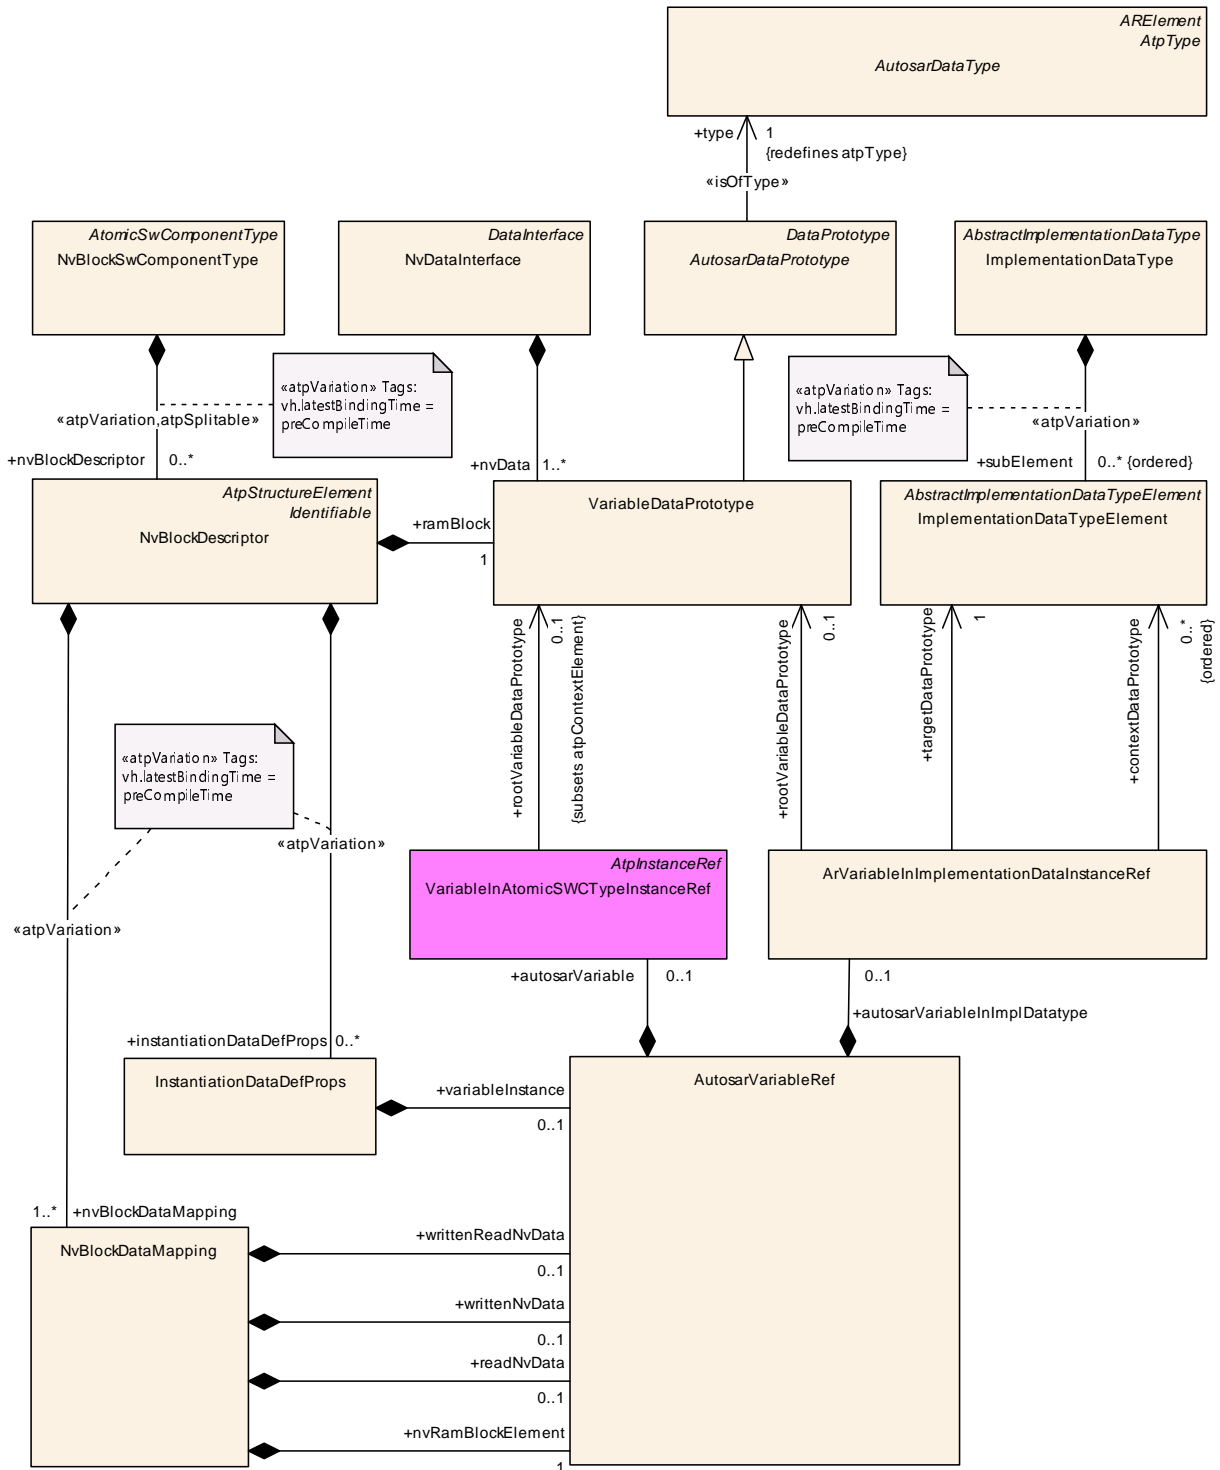 ARElement
AtpType
AutosarDataType
+type
1
{redefines atpType}
«isOfType»
AtomicSwComponentType
NvBlockSwComponentType
DataInterface
NvDataInterface
DataPrototype
AutosarDataPrototype
AbstractImplementationDataType
ImplementationDataType
«atpVariation» Tags:
vh.latestBindingTime =
preCompileTime
«atpVariation» Tags:
vh.latestBindingTime =
preCompileTime
«atpVariation,atpSplitable»
«atpVariation»
+nvBlockDescriptor
0..*
+nvData
1..*
+subElement
0..* {ordered}
AtpStructureElement
Identifiable
NvBlockDescriptor
+ramBlock
1
VariableDataPrototype
AbstractImplementationDataTypeElement
ImplementationDataTypeElement
+rootVariableDataPrototype
0..1
{subsets atpContextElement}
+rootVariableDataPrototype
0..1
+targetDataPrototype
1
+contextDataPrototype
0..*
{ordered}
«atpVariation» Tags:
vh.latestBindingTime =
preCompileTime
«atpVariation»
«atpVariation»
AtpInstanceRef
VariableInAtomicSWCTypeInstanceRef
ArVariableInImplementationDataInstanceRef
+autosarVariable
0..1
0..1
+autosarVariableInImplDatatype
+instantiationDataDefProps
0..*
InstantiationDataDefProps
+variableInstance
0..1
AutosarVariableRef
1..*
+nvBlockDataMapping
NvBlockDataMapping
+writtenReadNvData
0..1
+writtenNvData
0..1
+readNvData
0..1
+nvRamBlockElement
1